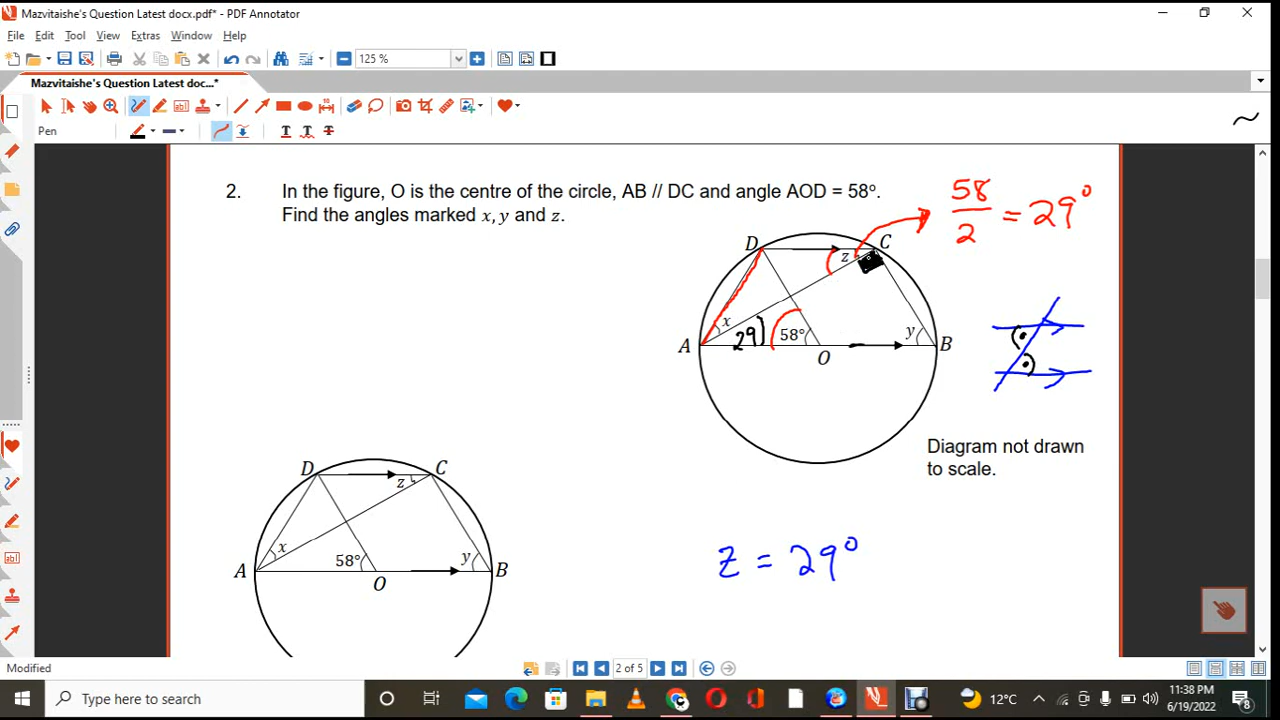 Mazvitaishe's Question Latest docx.pdf* - PDF Annotator
File Edit Tool View Extras Window Help
125 %
Mazvitaishe's Question Latest doc...*
Pen
2. In the figure, O is the centre of the circle, AB // DC and angle AOD = 58°.
Find the angles marked x, y and z.
58
2
= 29°
D C
z
x
29
58°
y
A O B
Diagram not drawn
to scale.
D C
z
x
58°
y
A O B
z = 29°
Modified
2 of 5
Type here to search
12°C
11:38 PM
6/19/2022
8